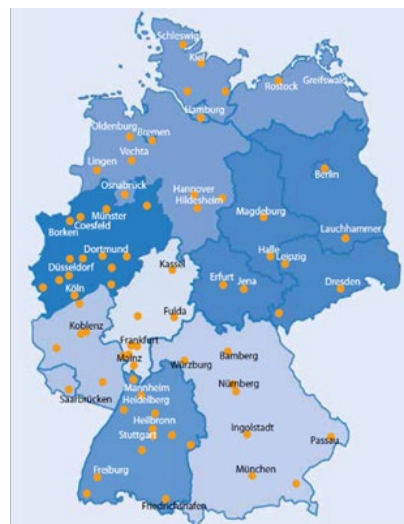 Schleswig
Kiel
Rostock
Greifswald
Hamburg
Oldenburg
Bremen
Vechta
Lingen
Berlin
Osnabrück
Hannover
Hildesheim
Münster
Magdeburg
Coesfeld
Borken
Lauchhammer
Dortmund
Halle
Leipzig
Düsseldorf
Kassel
Erfurt
Jena
Dresden
Köln
Fulda
Koblenz
Frankfurt
Mainz
Bamberg
Würzburg
Mannheim
Nürnberg
Saarbrücken
Heidelberg
Heilbronn
Stuttgart
Ingolstadt
Passau
Freiburg
München
Friedrichshafen